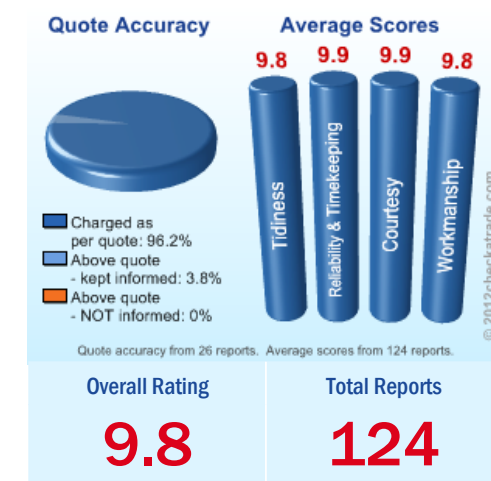 Quote Accuracy
Average Scores
9.8
9.9
9.9
9.8
Tidiness
Reliability & Timekeeping
Courtesy
Workmanship
Charged as
per quote: 96.2%
Above quote
- kept informed: 3.8%
Above quote
- NOT informed: 0%
© 2012checkatrade.com
Quote accuracy from 26 reports. Average scores from 124 reports.
Overall Rating
Total Reports
9.8
124